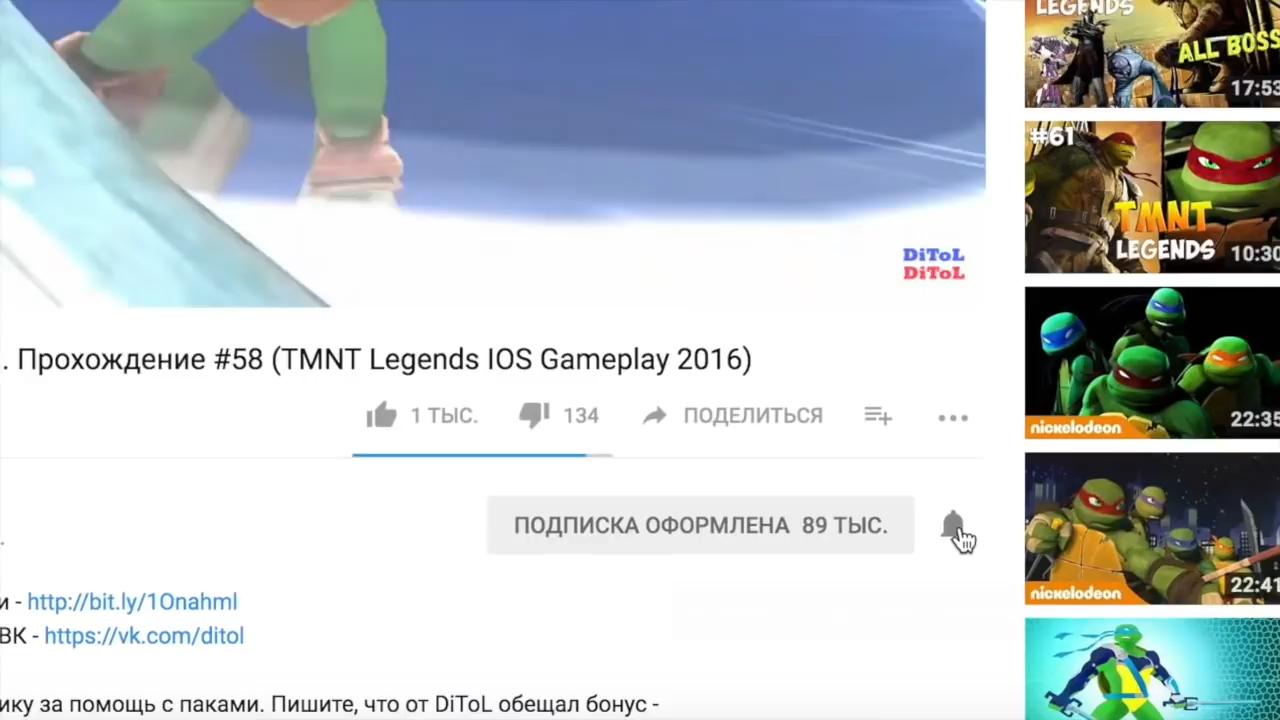 DiToL
DiToL
. Прохождение #58 (TMNT Legends IOS Gameplay 2016)
1 ТЫС.
134
ПОДЕЛИТЬСЯ
ПОДПИСКА ОФОРМЛЕНА 89 ТЫС.
и - http://bit.ly/1Onahml
ВК - https://vk.com/ditol
ику за помощь с паками. Пишите, что от DiToL обещал бонус -
LEGENDS
ALL BOSS
17:53
#61
TMNT
LEGENDS
10:30
nickelodeon
22:35
nickelodeon
22:41